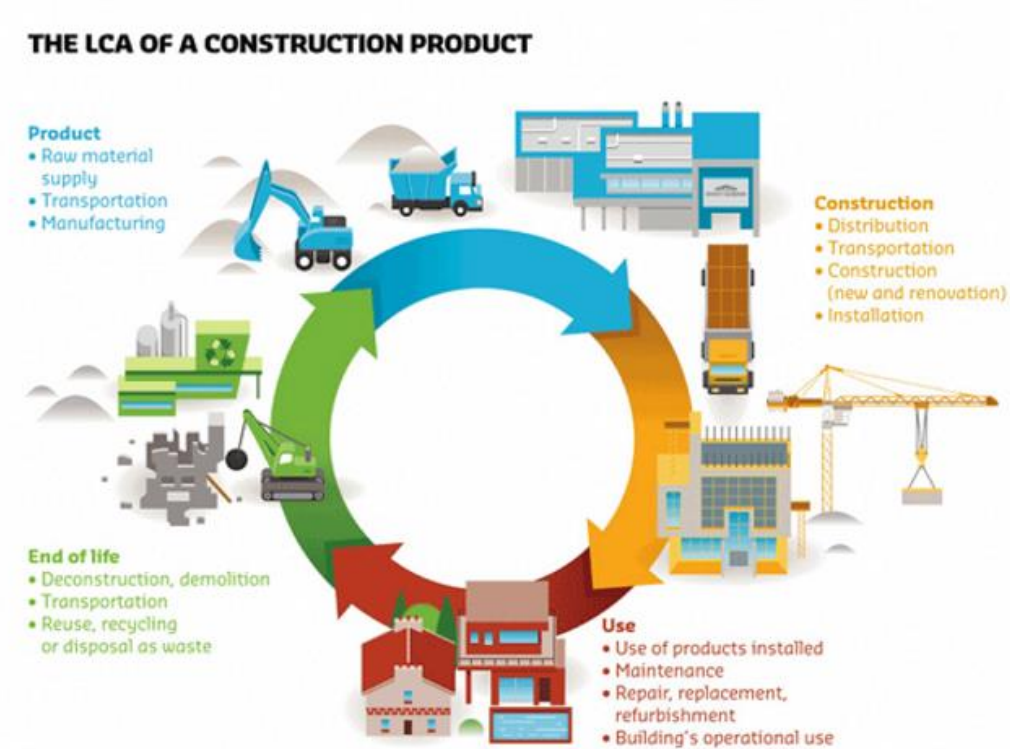 THE LCA OF A CONSTRUCTION PRODUCT
Product
• Raw material
supply
• Transportation
• Manufacturing
Construction
• Distribution
• Transportation
• Construction
(new and renovation)
• Installation
End of life
• Deconstruction, demolition
• Transportation
• Reuse, recycling
or disposal as waste
Use
• Use of products installed
• Maintenance
• Repair, replacement,
refurbishment
• Building's operational use